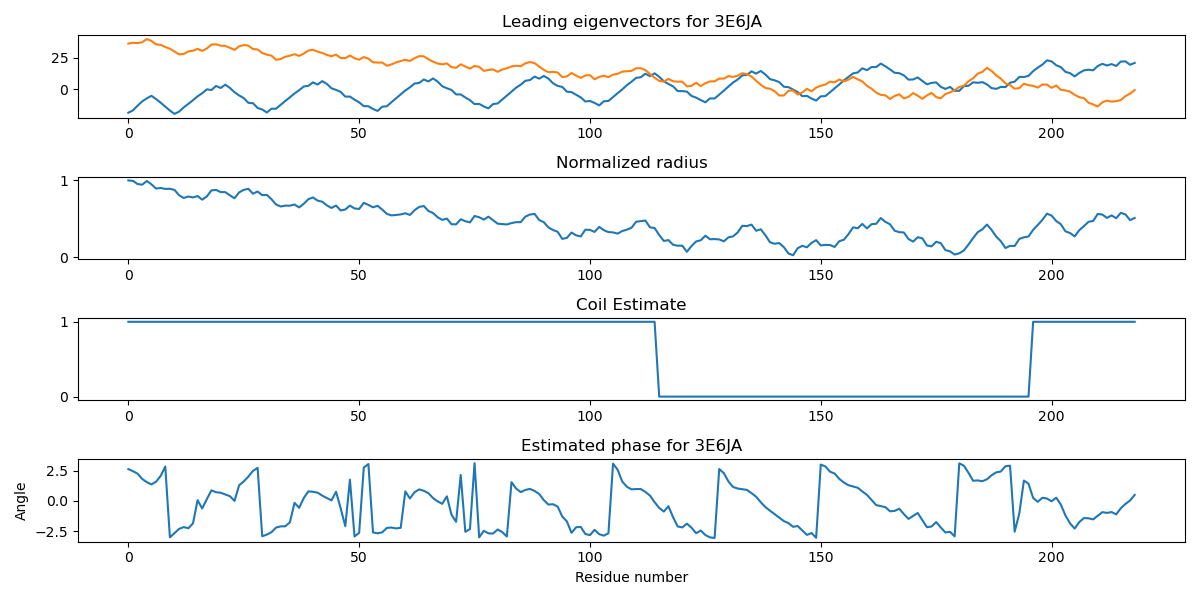 Leading eigenvectors for 3E6JA
25
0
0 50 100 150 200
Normalized radius
1
0
0 50 100 150 200
Coil Estimate
1
0
0 50 100 150 200
Estimated phase for 3E6JA
Angle
2.5
0.0
−2.5
0 50 100 150 200
Residue number